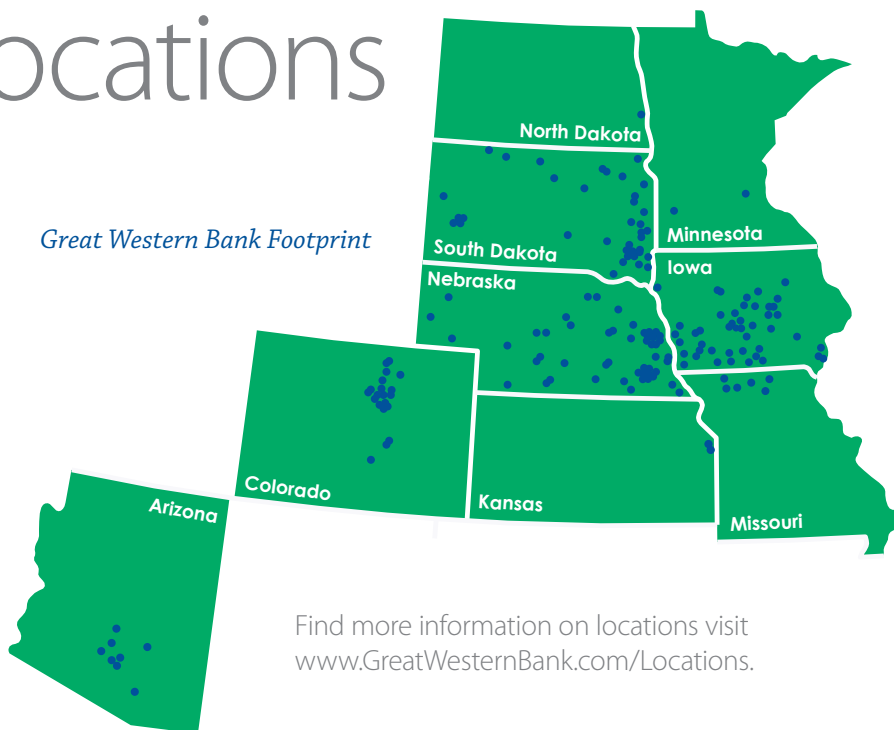 ocations
Great Western Bank Footprint
North Dakota
Minnesota
South Dakota
Iowa
Nebraska
Colorado
Kansas
Arizona
Missouri
Find more information on locations visit
www.GreatWesternBank.com/Locations.